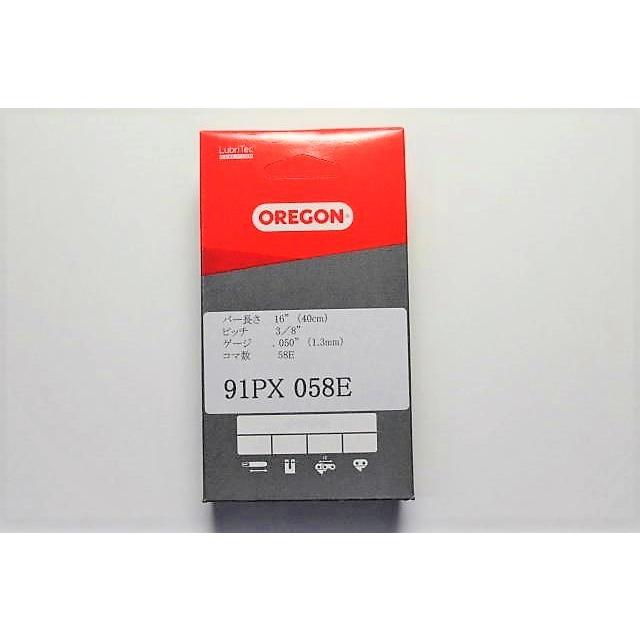 LubriTec
OREGON
バー長さ 16" (40cm)
ピッチ 3／8"
ゲージ .050" (1.3mm)
コマ数 58E
91PX 058E